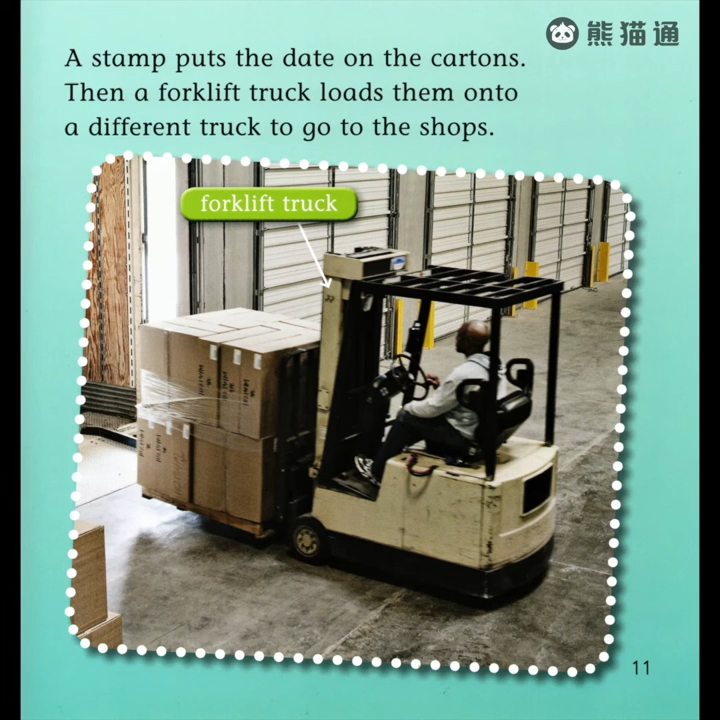 熊猫通
A stamp puts the date on the cartons.
Then a forklift truck loads them onto
a different truck to go to the shops.
forklift truck
11